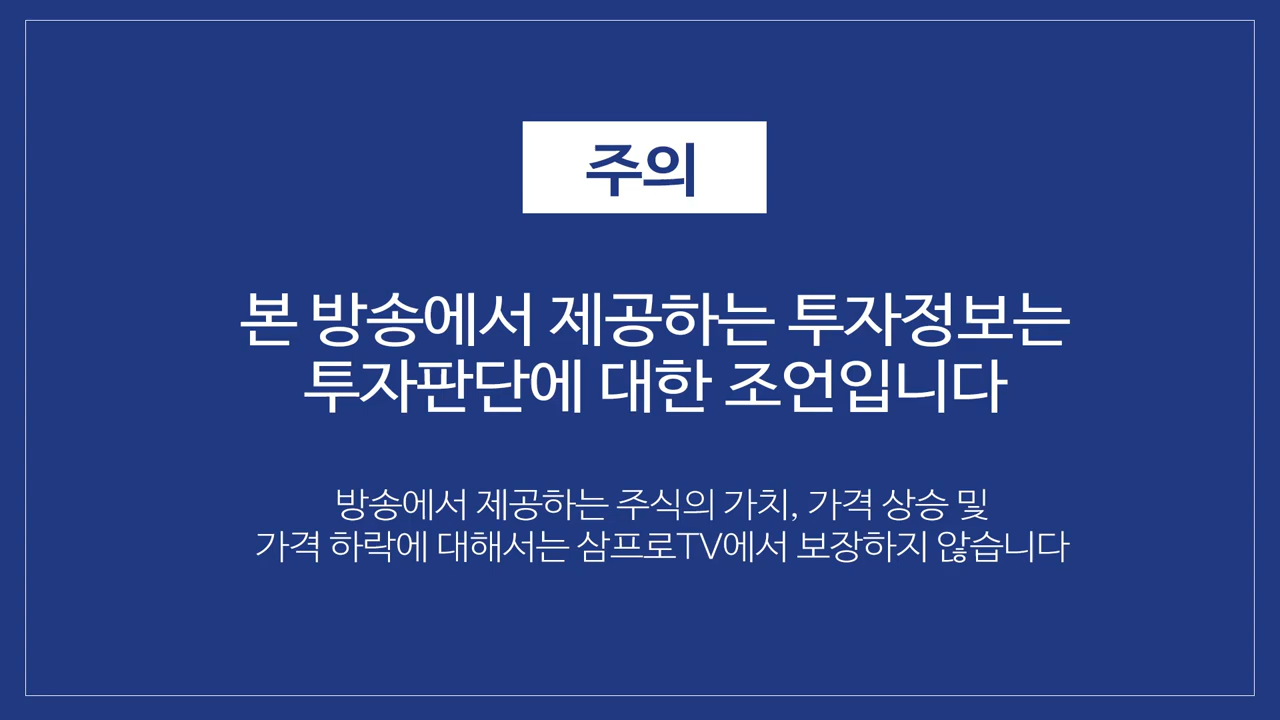 주의
본 방송에서 제공하는 투자정보는
투자판단에 대한 조언입니다
방송에서 제공하는 주식의 가치, 가격 상승 및
가격 하락에 대해서는 삼프로TV에서 보장하지 않습니다